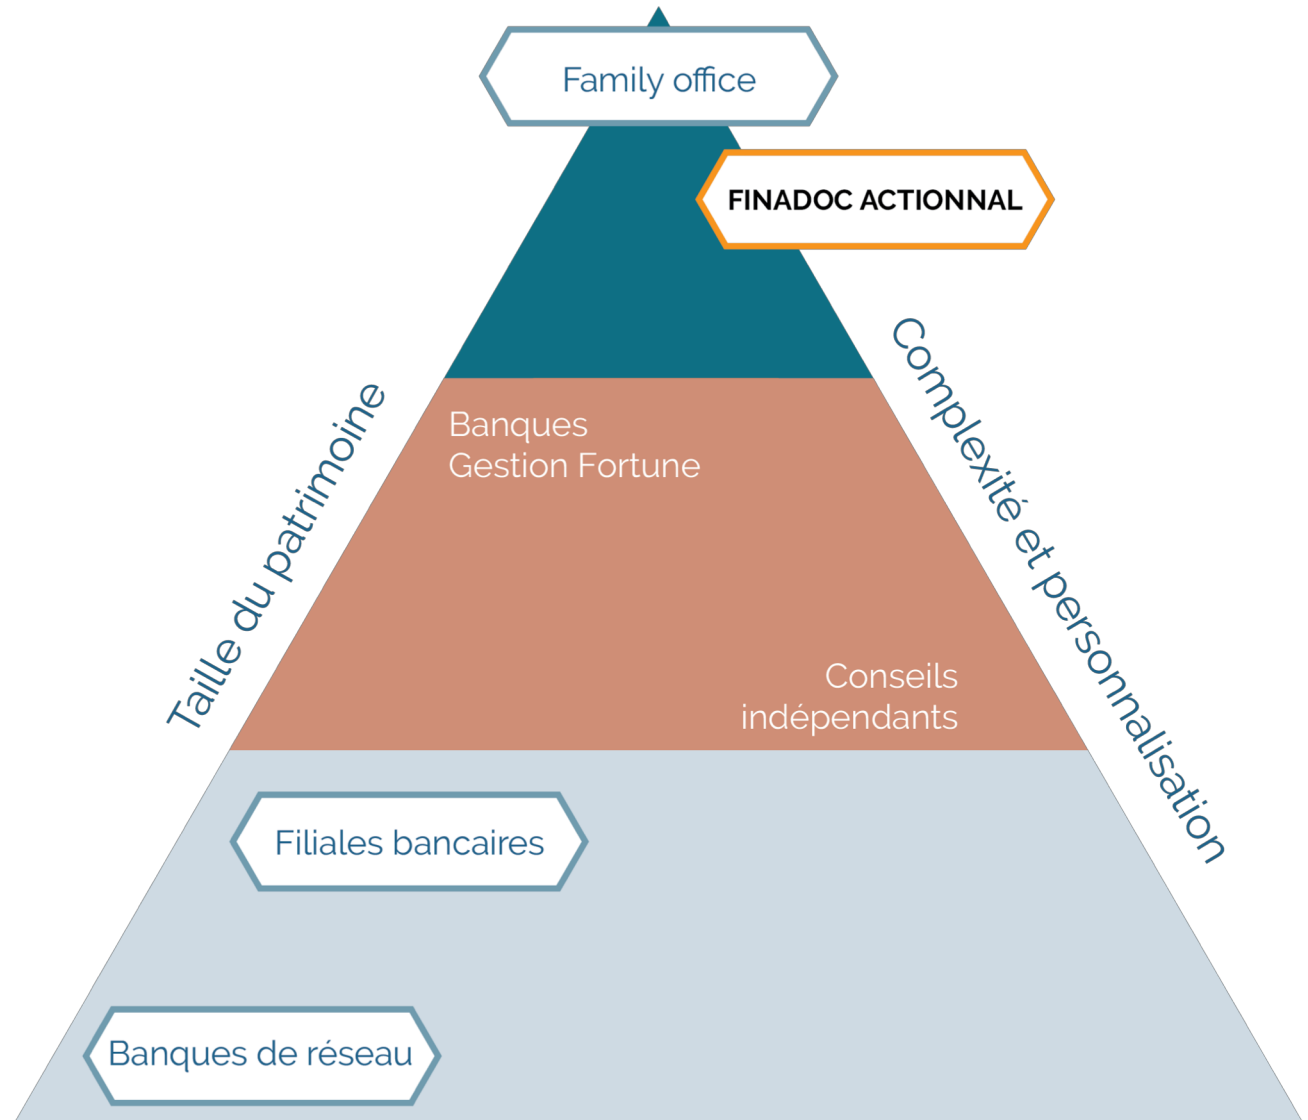 Family office
FINADOC ACTIONNAL
Taille du patrimoine
Complexité et personnalisation
Banques
Gestion Fortune
Conseils
indépendants
Filiales bancaires
Banques de réseau